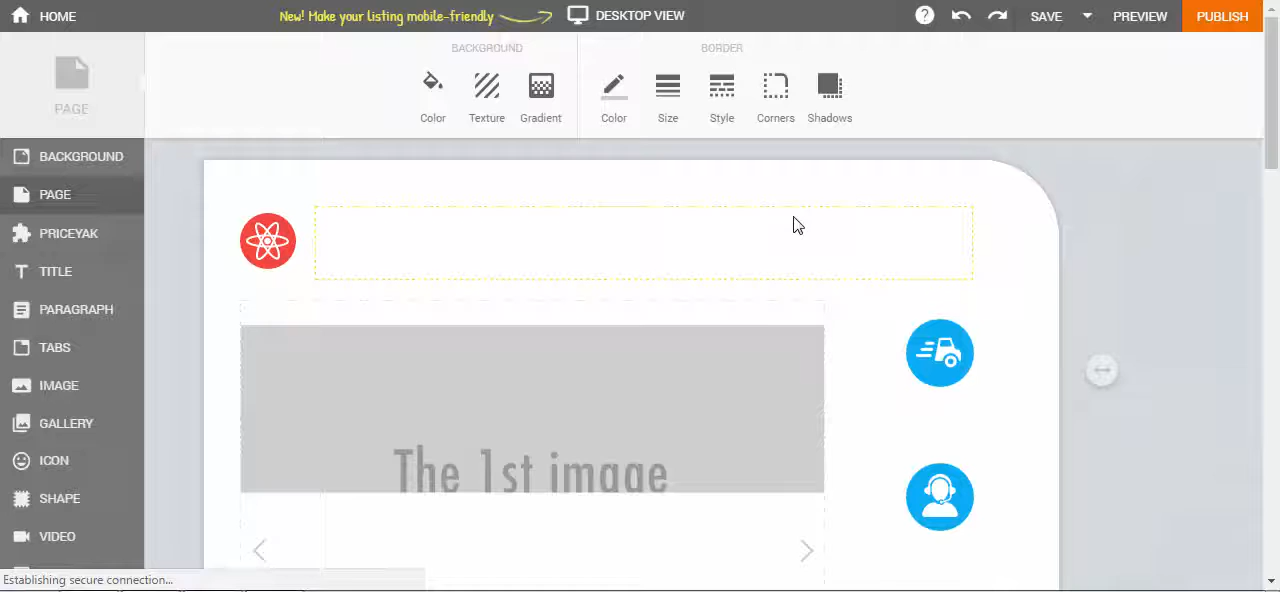 HOME
New! Make your listing mobile-friendly
DESKTOP VIEW
?
SAVE
PREVIEW
PUBLISH
PAGE
BACKGROUND
Color
Texture
Gradient
BORDER
Color
Size
Style
Corners
Shadows
BACKGROUND
PAGE
PRICEYAK
TITLE
PARAGRAPH
TABS
IMAGE
GALLERY
ICON
SHAPE
VIDEO
The 1st image
Establishing secure connection...